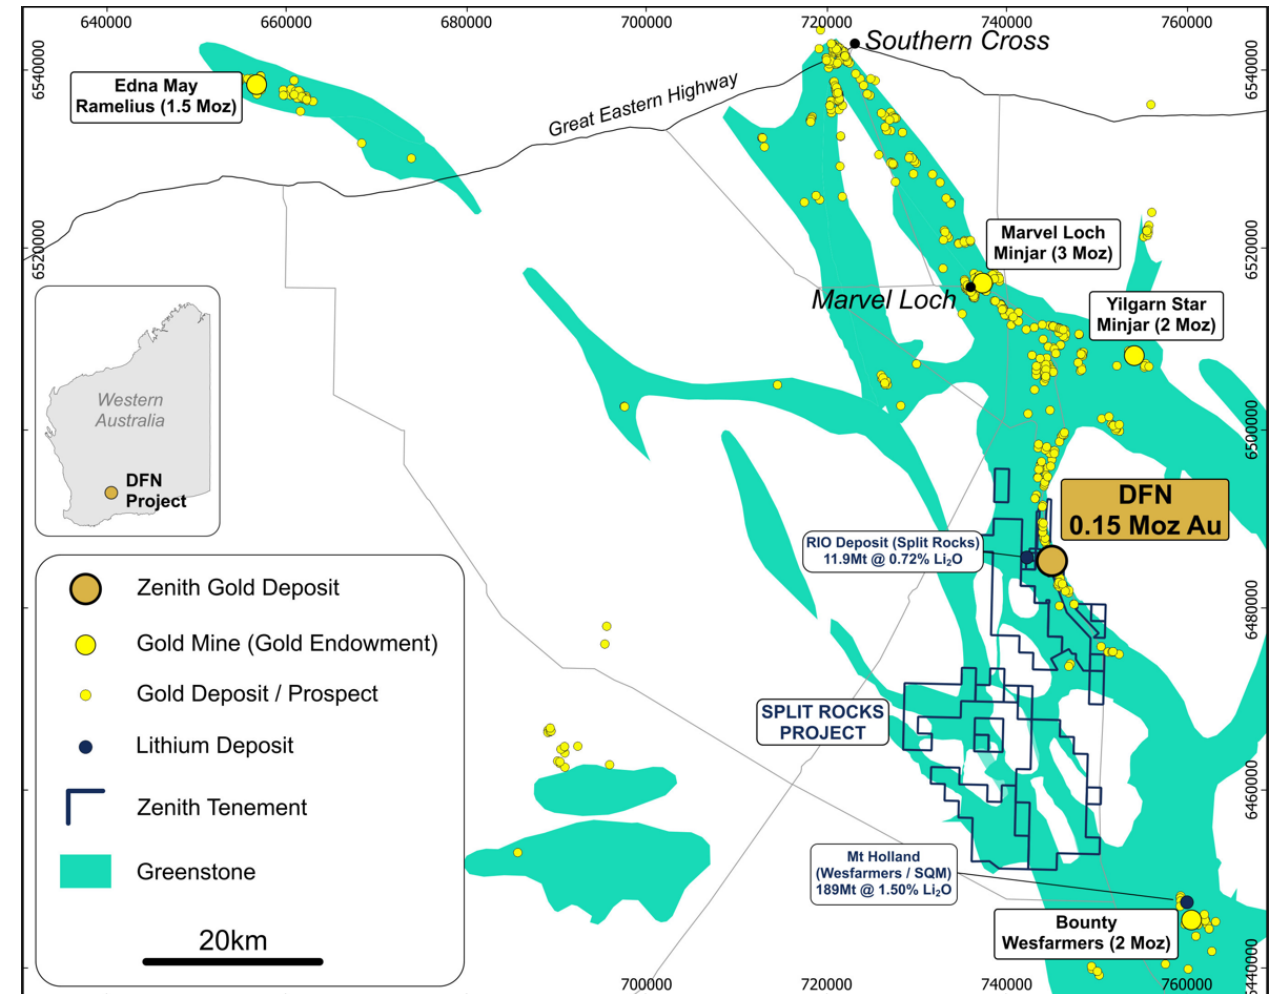 640000
660000
680000
700000
720000
740000
760000
6540000
6540000
Southern Cross
Edna May
Ramelius (1.5 Moz)
Great Eastern Highway
6520000
6520000
Marvel Loch
Minjar (3 Moz)
Marvel Loch
Yilgarn Star
Minjar (2 Moz)
Western
Australia
DFN
Project
6500000
DFN
0.15 Moz Au
RIO Deposit (Split Rocks)
11.9Mt @ 0.72% Li₂O
Zenith Gold Deposit
Gold Mine (Gold Endowment)
Gold Deposit / Prospect
Lithium Deposit
Zenith Tenement
Greenstone
20km
6480000
SPLIT ROCKS
PROJECT
6460000
Mt Holland
(Wesfarmers / SQM)
189Mt @ 1.50% Li₂O
Bounty
Wesfarmers (2 Moz)
6440000
700000
720000
740000
760000